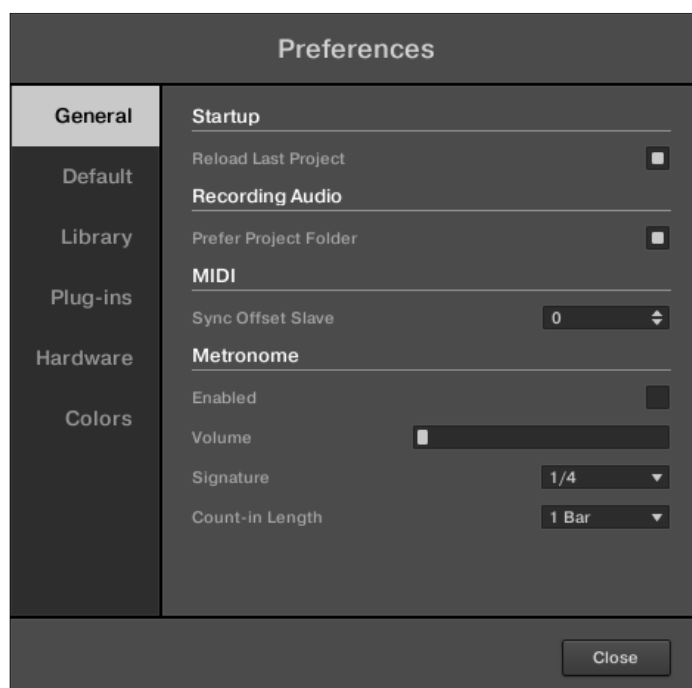 Preferences
General
Default
Library
Plug-ins
Hardware
Colors
Startup
Reload Last Project
Recording Audio
Prefer Project Folder
MIDI
Sync Offset Slave 0
Metronome
Enabled
Volume
Signature 1/4
Count-in Length 1 Bar
Close